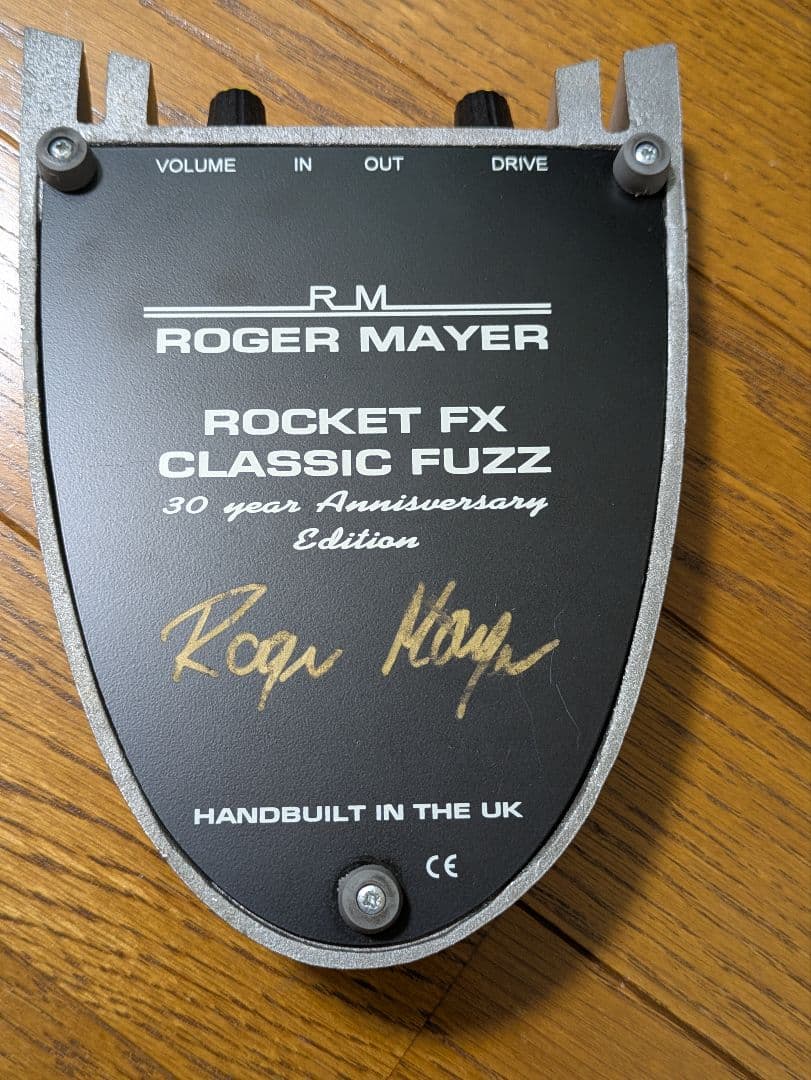 VOLUME IN OUT DRIVE
RM
ROGER MAYER
ROCKET FX
CLASSIC FUZZ
30 year Anniversary
Edition
Roger Mayer
HANDBUILT IN THE UK
CE